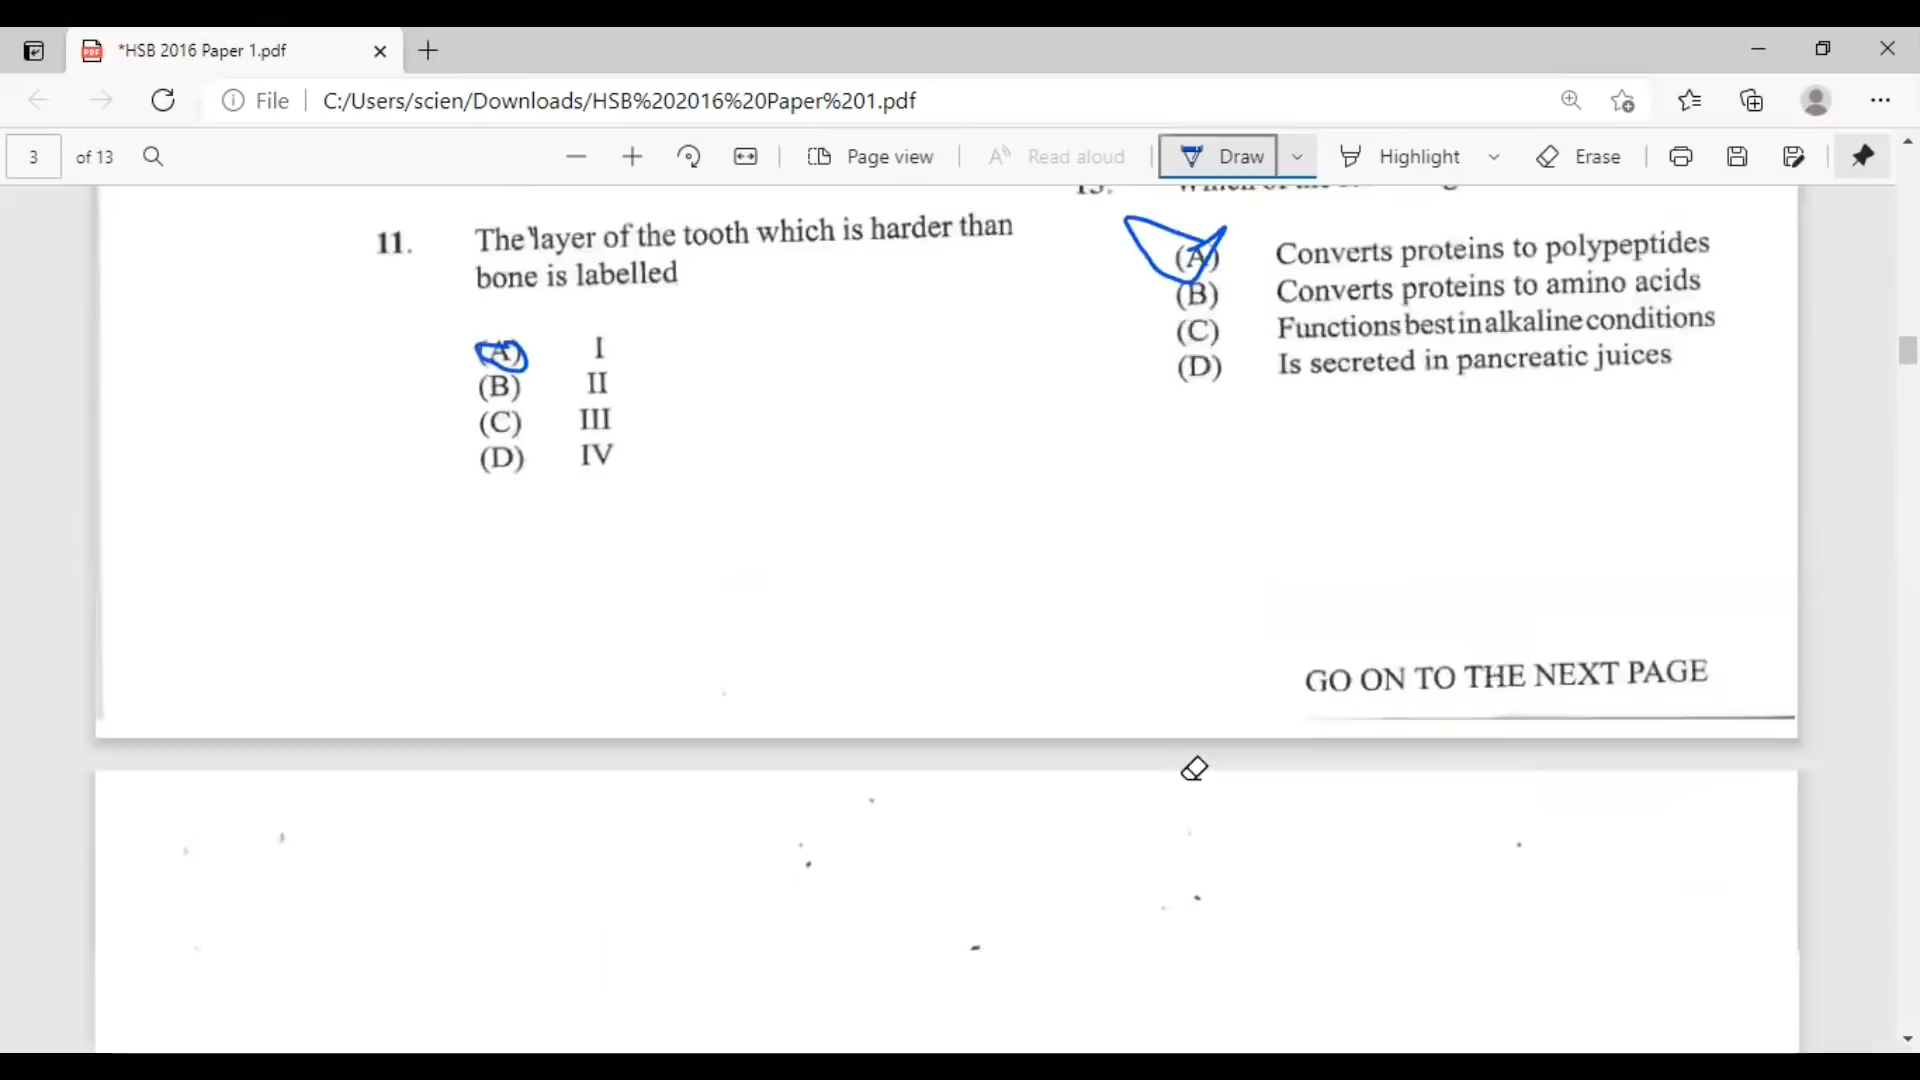 *HSB 2016 Paper 1.pdf
File
C:/Users/scien/Downloads/HSB%202016%20Paper%201.pdf
3 of 13
Page view
Read aloud
Draw
Highlight
Erase
11. The layer of the tooth which is harder than
bone is labelled
(A) I
(B) II
(C) III
(D) IV
(A) Converts proteins to polypeptides
(B) Converts proteins to amino acids
(C) Functions best in alkaline conditions
(D) Is secreted in pancreatic juices
GO ON TO THE NEXT PAGE